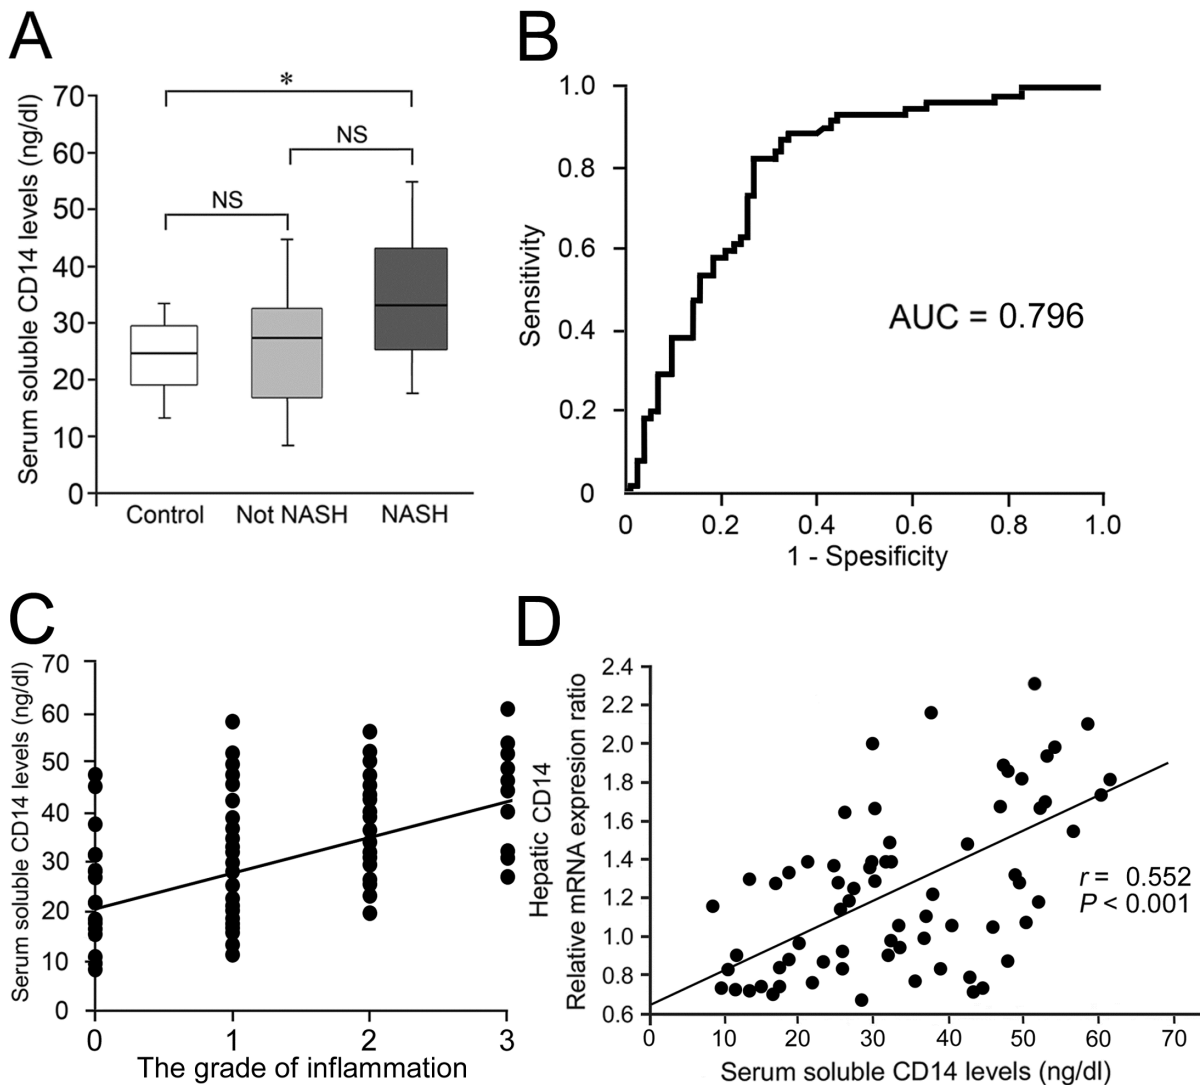 A
Serum soluble CD14 levels (ng/dl)
70
60
50
40
30
20
10
0
*
NS
NS
Control Not NASH NASH
B
Sensitivity
1.0
0.8
0.6
0.4
0.2
0
AUC = 0.796
0 0.2 0.4 0.6 0.8 1.0
1 - Spesificity
C
Serum soluble CD14 levels (ng/dl)
70
60
50
40
30
20
10
0
0 1 2 3
The grade of inflammation
D
Hepatic CD14
Relative mRNA expresion ratio
2.4
2.2
2.0
1.8
1.6
1.4
1.2
1.0
0.8
0.6
r = 0.552
P < 0.001
0 10 20 30 40 50 60 70
Serum soluble CD14 levels (ng/dl)